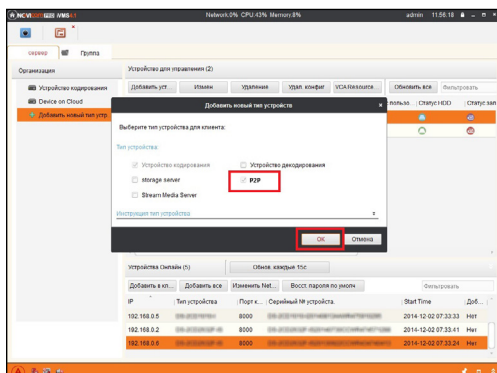 iVMS4.1 Network:0% CPU:43% Memory:8% admin 11:56:18
сервер Группа
Организация
Устройство кодирования
Device on Cloud
Добавить новый тип устр
Устройство для управления (2)
Добавить уст... Измен Удаления Удал. конфиг VCA Resource... Обновить все Фильтровать
с пользо... Статус HDD Статус зап
Добавить новый тип устройств
Выберите тип устройства для клиента:
Тип устройства:
Устройство кодирования Устройство декодирования
storage server P2P
Stream Media Server
Инструкция тип устройства
OK Отмена
Устройства Онлайн (5) Обнов. каждые 15с
Добавить в кл... Добавить все Изменить Net... Восст. пароля по умолч Фильтровать
IP Тип устройства Порт к... Серийный № устройста. Start Time Доб...
192.168.0.5 8000 2014-12-02 07:33:33 Нет
192.168.0.2 8000 2014-12-02 07:33:41 Нет
192.168.0.6 8000 2014-12-02 07:33:24 Нет